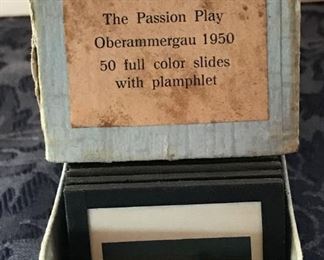 The Passion Play
Oberammergau 1950
50 full color slides
with plamphlet